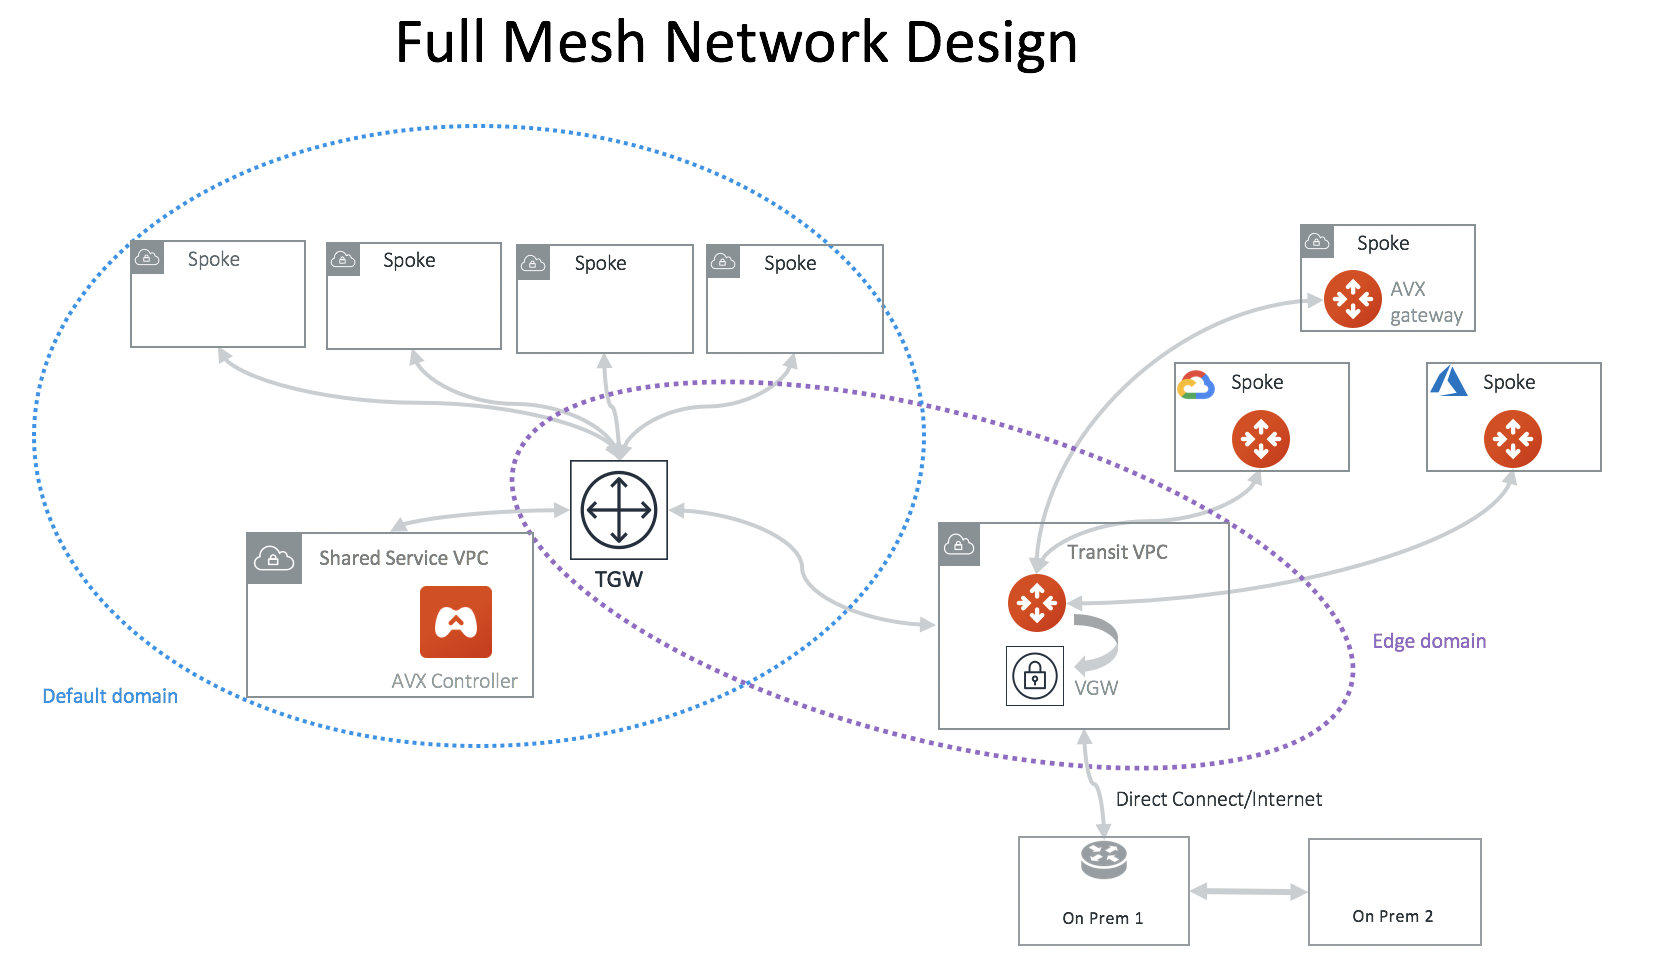 Full Mesh Network Design
Spoke
Spoke
Spoke
Spoke
Spoke
AVX
gateway
Spoke
Spoke
TGW
Shared Service VPC
AVX Controller
Default domain
Transit VPC
VGW
Edge domain
Direct Connect/Internet
On Prem 1
On Prem 2